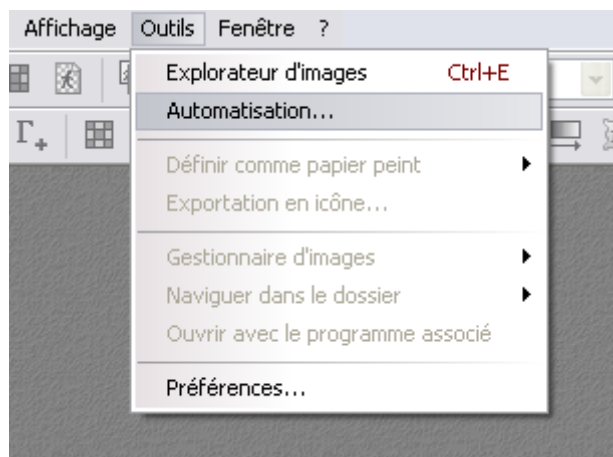 Affichage Outils Fenêtre ?
Explorateur d'images Ctrl+E
Automatisation...
Γ+
Définir comme papier peint
Exportation en icône...
Gestionnaire d'images
Naviguer dans le dossier
Ouvrir avec le programme associé
Préférences...